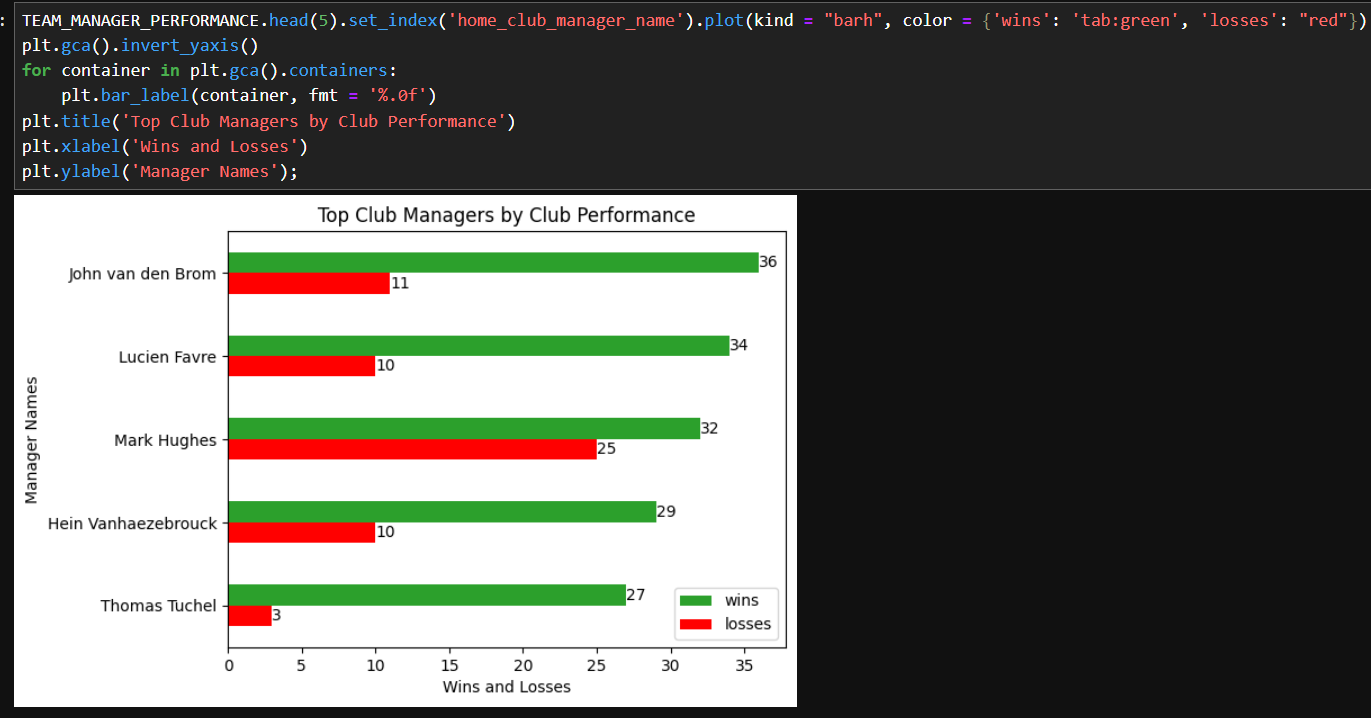 : TEAM_MANAGER_PERFORMANCE.head(5).set_index('home_club_manager_name').plot(kind = "barh", color = {'wins': 'tab:green', 'losses': "red"})
plt.gca().invert_yaxis()
for container in plt.gca().containers:
    plt.bar_label(container, fmt = '%.0f')
plt.title('Top Club Managers by Club Performance')
plt.xlabel('Wins and Losses')
plt.ylabel('Manager Names');
Top Club Managers by Club Performance
Manager Names
John van den Brom
36
11
Lucien Favre
34
10
Mark Hughes
32
25
Hein Vanhaezebrouck
29
10
Thomas Tuchel
27
3
wins
losses
0 5 10 15 20 25 30 35
Wins and Losses